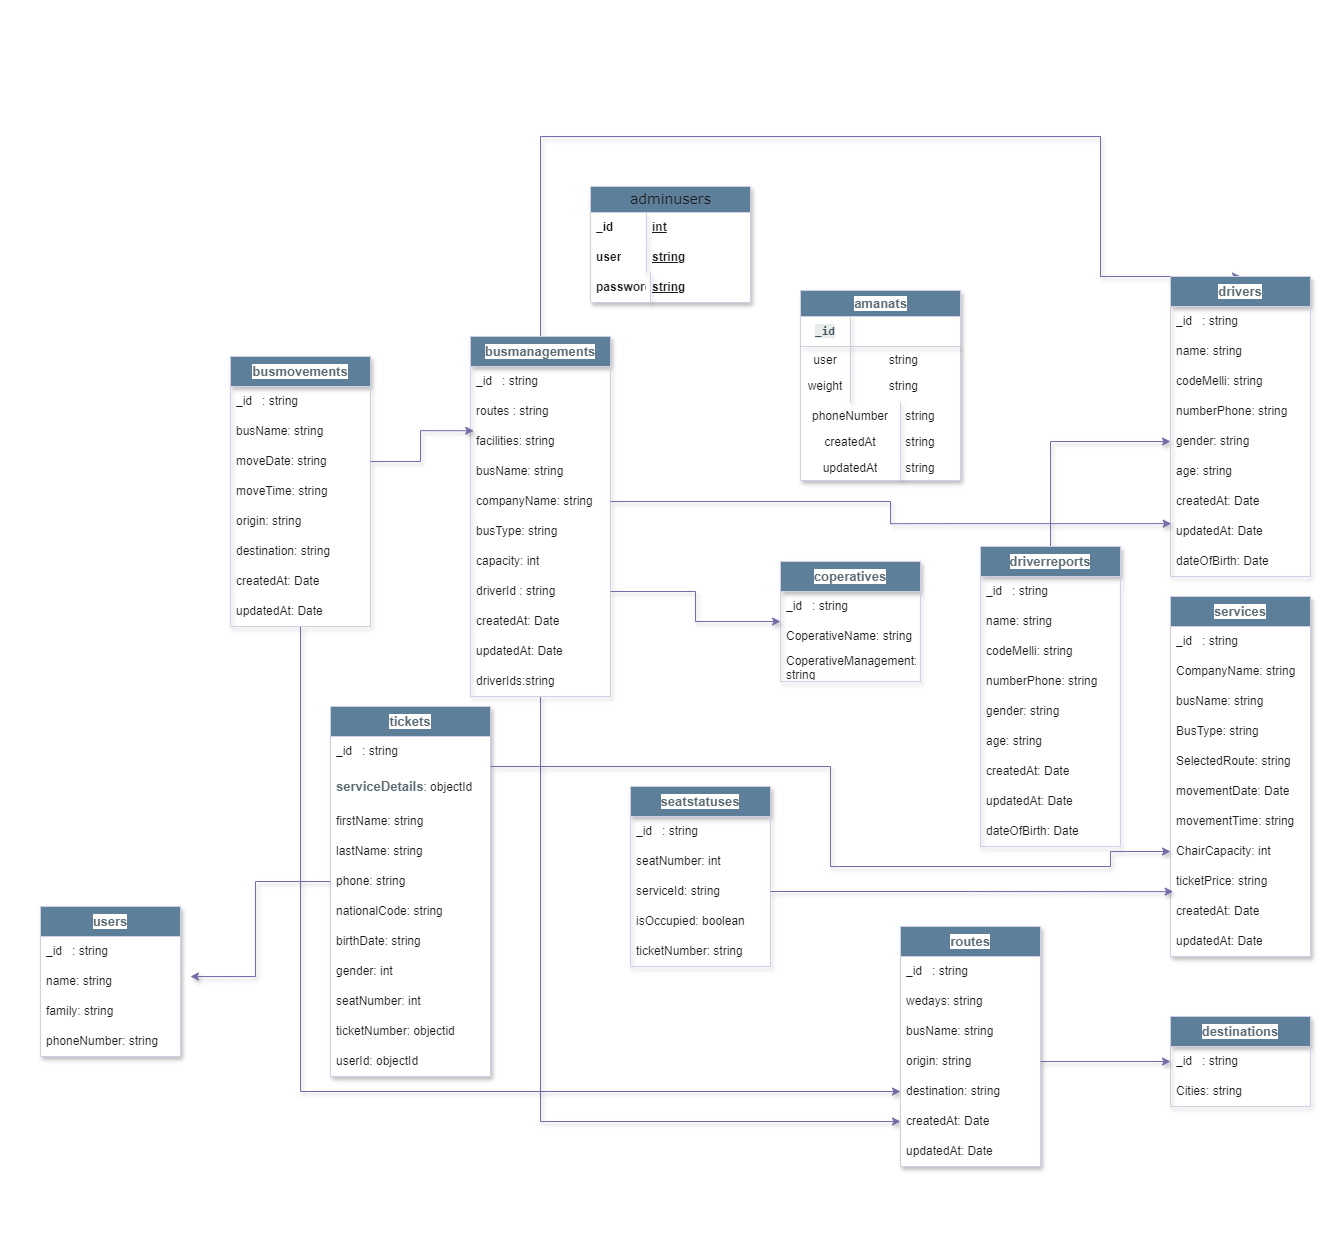 adminusers
_id int
user string
password string
amanats
_id
user string
weight string
phoneNumber string
createdAt string
updatedAt string
drivers
_id : string
name: string
codeMelli: string
numberPhone: string
gender: string
age: string
createdAt: Date
updatedAt: Date
dateOfBirth: Date
busmanagements
_id : string
routes : string
facilities: string
busName: string
companyName: string
busType: string
capacity: int
driverId : string
createdAt: Date
updatedAt: Date
driverIds:string
busmovements
_id : string
busName: string
moveDate: string
moveTime: string
origin: string
destination: string
createdAt: Date
updatedAt: Date
coperatives
_id : string
CoperativeName: string
CoperativeManagement:
string
driverreports
_id : string
name: string
codeMelli: string
numberPhone: string
gender: string
age: string
createdAt: Date
updatedAt: Date
dateOfBirth: Date
services
_id : string
CompanyName: string
busName: string
BusType: string
SelectedRoute: string
movementDate: Date
movementTime: string
ChairCapacity: int
ticketPrice: string
createdAt: Date
updatedAt: Date
tickets
_id : string
serviceDetails: objectId
firstName: string
lastName: string
phone: string
nationalCode: string
birthDate: string
gender: int
seatNumber: int
ticketNumber: objectid
userId: objectId
seatstatuses
_id : string
seatNumber: int
serviceId: string
isOccupied: boolean
ticketNumber: string
users
_id : string
name: string
family: string
phoneNumber: string
routes
_id : string
wedays: string
busName: string
origin: string
destination: string
createdAt: Date
updatedAt: Date
destinations
_id : string
Cities: string